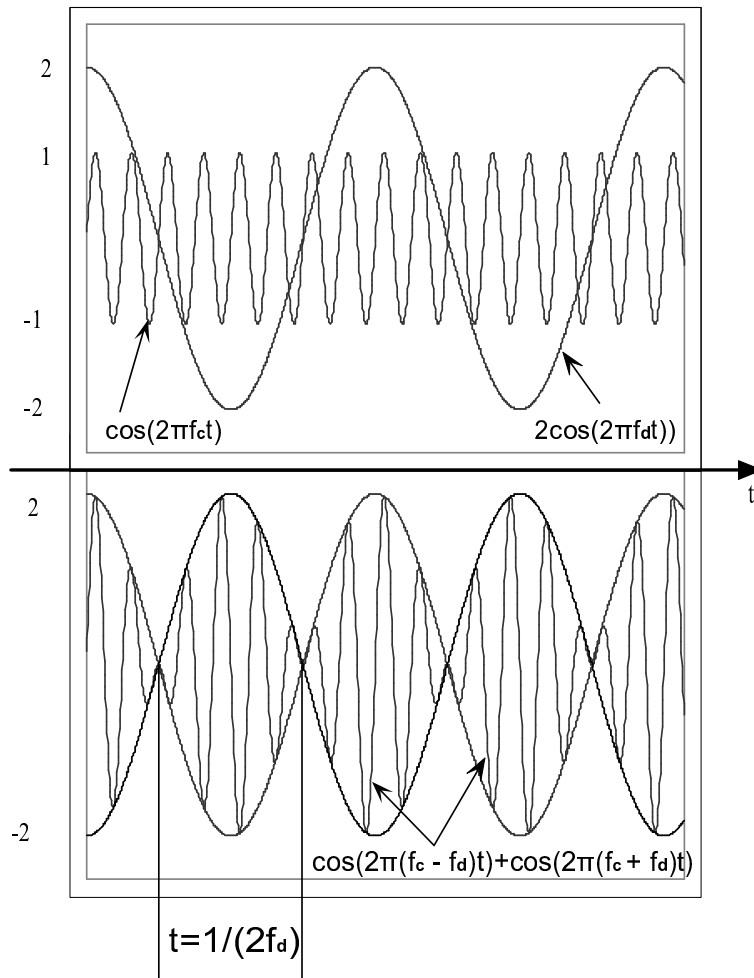 2
1
-1
-2
cos(2πfct)
2cos(2πfdt))
t
2
-2
cos(2π(fc - fd)t)+cos(2π(fc + fd)t)
t=1/(2fd)